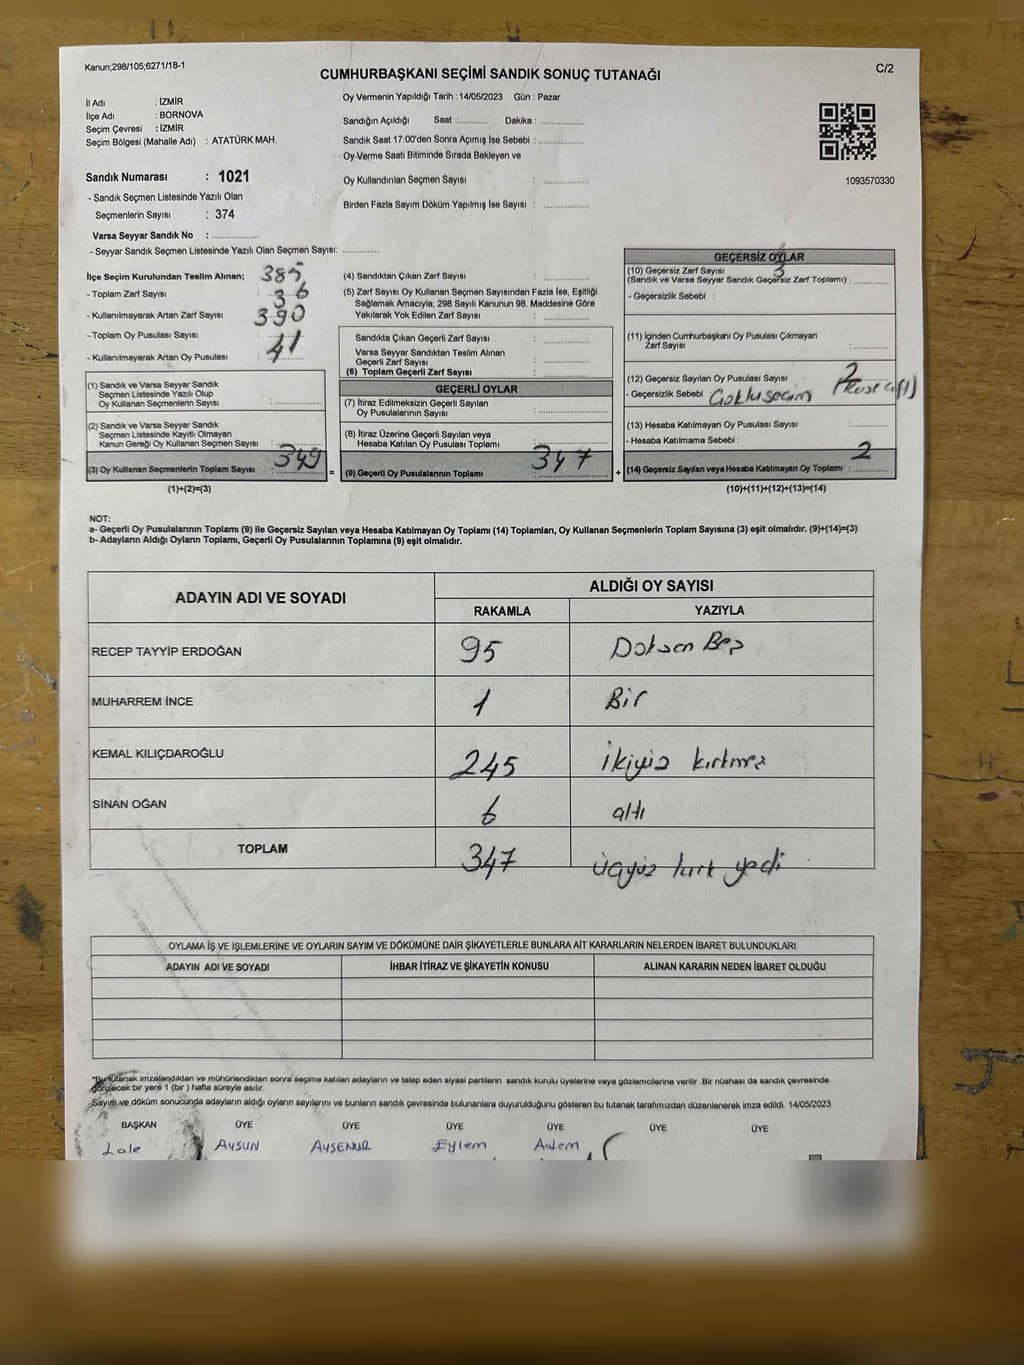 Kanun;298/105;6271/18-1
CUMHURBAŞKANI SEÇİMİ SANDIK SONUÇ TUTANAĞI
C/2
İl Adı : İZMİR
İlçe Adı : BORNOVA
Seçim Çevresi : İZMİR
Seçim Bölgesi (Mahalle Adı) : ATATÜRK MAH.
Sandık Numarası : 1021
- Sandık Seçmen Listesinde Yazılı Olan
Seçmenlerin Sayısı : 374
Varsa Seyyar Sandık No : ...............
- Seyyar Sandık Seçmen Listesinde Yazılı Olan Seçmen Sayısı: ............
Oy Vermenin Yapıldığı Tarih : 14/05/2023 Gün : Pazar
Sandığın Açıldığı Saat :.......... Dakika : ...............
Sandık Saat 17:00'den Sonra Açımış İse Sebebi : ...............
Oy Verme Saati Bitiminde Sırada Bekleyen ve
Oy Kullandırılan Seçmen Sayısı : ...............
Birden Fazla Sayım Döküm Yapılmış İse Sayısı : ...............
1093570330
İlçe Seçim Kurulundan Teslim Alınan; 385
- Toplam Zarf Sayısı : 36
- Kullanılmayarak Artan Zarf Sayısı : 390
-Toplam Oy Pusulası Sayısı :
- Kullanılmayarak Artan Oy Pusulası : 41
(1) Sandık ve Varsa Seyyar Sandık
Seçmen Listesinde Yazılı Olup
Oy Kullanan Seçmenlerin Sayısı : ...............
(2) Sandık ve Varsa Seyyar Sandık
Seçmen Listesinde Kayıtlı Olmayan
Kanun Gereği Oy Kullanan Seçmen Sayısı : ...............
(3) Oy Kullanan Seçmenlerin Toplam Sayısı : 349
=
(1)+(2)=(3)
(4) Sandıktan Çıkan Zarf Sayısı : ...............
(5) Zarf Sayısı Oy Kullanan Seçmen Sayısından Fazla İse, Eşitliği
Sağlamak Amacıyla; 298 Sayılı Kanunun 98. Maddesine Göre
Yakılarak Yok Edilen Zarf Sayısı : ...............
Sandıkta Çıkan Geçerli Zarf Sayısı : ...............
Varsa Seyyar Sandıktan Teslim Alınan
Geçerli Zarf Sayısı : ...............
(6) Toplam Geçerli Zarf Sayısı : ...............
GEÇERLİ OYLAR
(7) İtiraz Edilmeksizin Geçerli Sayılan
Oy Pusulalarının Sayısı : ...............
(8) İtiraz Üzerine Geçerli Sayılan veya
Hesaba Katılan Oy Pusulalarının Sayısı : ...............
(9) Geçerli Oy Pusulalarının Toplamı 347
+
GEÇERSİZ OYLAR
(10) Geçersiz Zarf Sayısı 3
(Sandık ve Varsa Seyyar Sandık Geçersiz Zarf Toplamı) : ............
- Geçersizlik Sebebi :
(11) İçinden Cumhurbaşkanı Oy Pusulası Çıkmayan
Zarf Sayısı : ............
(12) Geçersiz Sayılan Oy Pusulası Sayısı 2
- Geçersizlik Sebebi Çoklu seçim
(13) Hesaba Katılmayan Oy Pusulası Sayısı : ............
- Hesaba Katılmama Sebebi :
(14) Geçersiz Sayılan veya Hesaba Katılmayan Oy Toplamı : 2
(10)+(11)+(12)+(13)=(14)
NOT:
a- Geçerli Oy Pusulalarının Toplamı (9) ile Geçersiz Sayılan veya Hesaba Katılmayan Oy Toplamı (14) Toplamları, Oy Kullanan Seçmenlerin Toplam Sayısına (3) eşit olmalıdır. (9)+(14)=(3)
b- Adayların Aldığı Oyların Toplamı, Geçerli Oy Pusulalarının Toplamına (9) eşit olmalıdır.
ADAYIN ADI VE SOYADI ALDIĞI OY SAYISI
RAKAMLA YAZIYLA
RECEP TAYYİP ERDOĞAN 95 Doksan Beş
MUHARREM İNCE 1 Bir
KEMAL KILIÇDAROĞLU 245 ikiyüz kırkbeş
SİNAN OĞAN 6 altı
TOPLAM 347 üçyüz kırk yedi
OYLAMA İŞ VE İŞLEMLERİNE VE OYLARIN SAYIM VE DÖKÜMÜNE DAİR ŞİKAYETLERLE BUNLARA AİT KARARLARIN NELERDEN İBARET BULUNDUKLARI
ADAYIN ADI VE SOYADI İHBAR İTİRAZ VE ŞİKAYETİN KONUSU ALINAN KARARIN NEDEN İBARET OLDUĞU
*Bu tutanak imzalandıktan ve mühürlendikten sonra seçime katılan adayların ve talep eden siyasi partilerin sandık kurulu üyelerine veya gözlemcilerine verilir. Bir nüshası da sandık çevresinde
görülecek bir yere 1 (bir) hafta süreyle asılır.
Sayım ve döküm sonucunda adayların aldığı oyların sayılarını ve bunların sandık çevresinde bulunanlara duyurulduğunu gösteren bu tutanak tarafımızdan düzenlenerek imza edildi. 14/05/2023
BAŞKAN ÜYE ÜYE ÜYE ÜYE ÜYE ÜYE
Lale AYSUN AYSENUR Eylem Adem